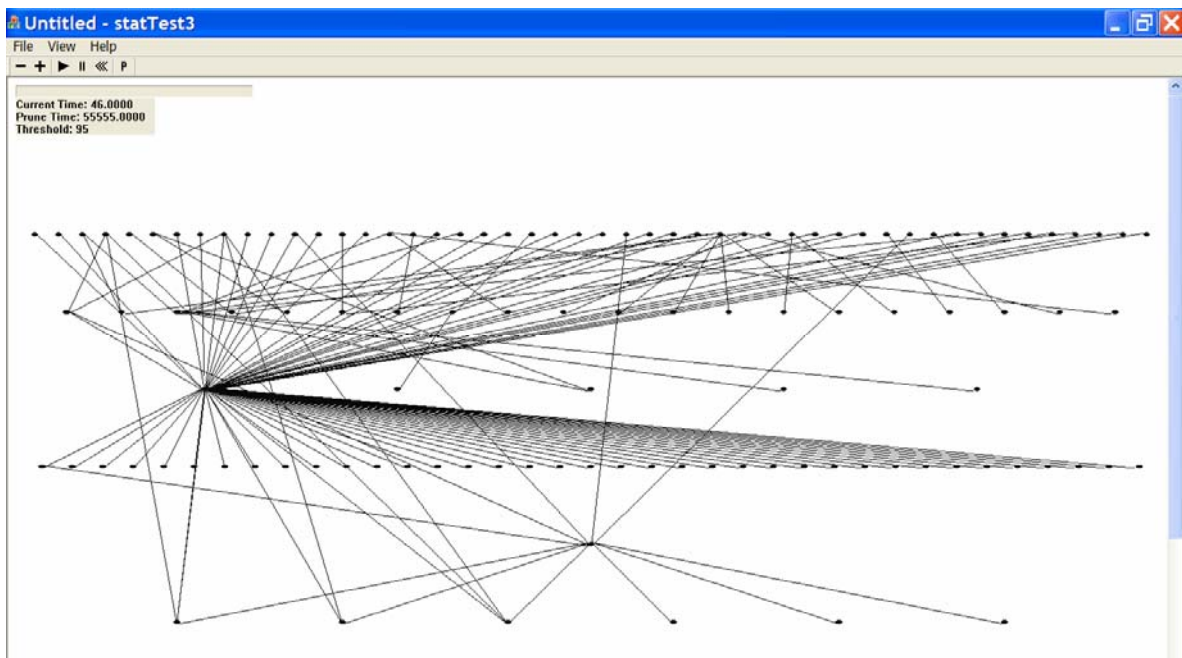 Untitled - statTest3
File View Help
P
Current Time: 46.0000
Prune Time: 55555.0000
Threshold: 95